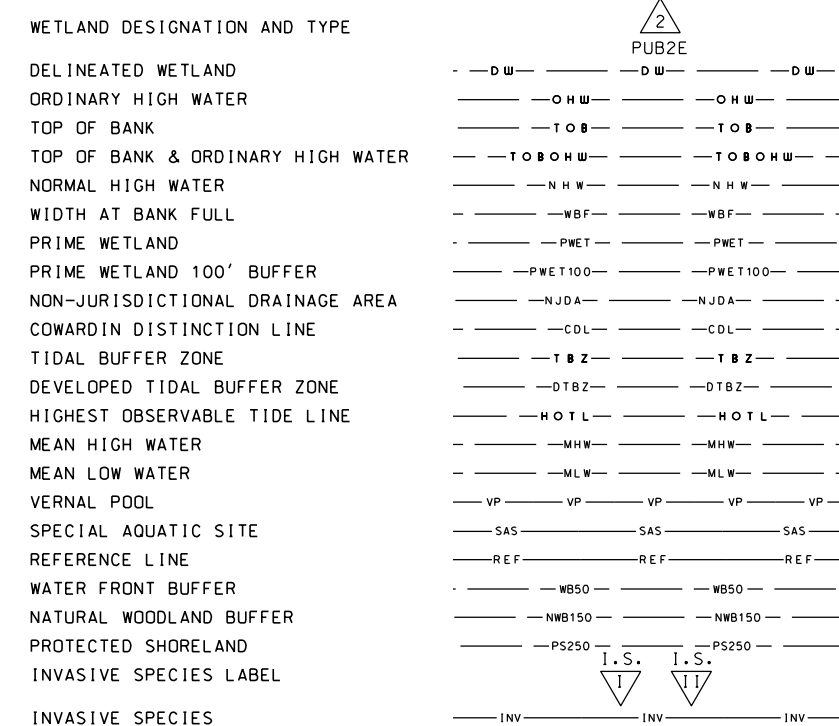 WETLAND DESIGNATION AND TYPE 2
PUB2E
DELINEATED WETLAND DW DW DW
ORDINARY HIGH WATER OHW OHW
TOP OF BANK TOB TOB
TOP OF BANK & ORDINARY HIGH WATER TOBOHW TOBOHW
NORMAL HIGH WATER NHW NHW
WIDTH AT BANK FULL WBF WBF
PRIME WETLAND PWET PWET
PRIME WETLAND 100' BUFFER PWET100 PWET100
NON-JURISDICTIONAL DRAINAGE AREA NJDA NJDA
COWARDIN DISTINCTION LINE CDL CDL
TIDAL BUFFER ZONE TBZ TBZ
DEVELOPED TIDAL BUFFER ZONE DTBZ DTBZ
HIGHEST OBSERVABLE TIDE LINE HOTL HOTL
MEAN HIGH WATER MHW MHW
MEAN LOW WATER MLW MLW
VERNAL POOL VP VP VP VP VP
SPECIAL AQUATIC SITE SAS SAS SAS
REFERENCE LINE REF REF REF
WATER FRONT BUFFER WB50 WB50
NATURAL WOODLAND BUFFER NWB150 NWB150
PROTECTED SHORELAND PS250 PS250
I.S. I.S.
INVASIVE SPECIES LABEL I II
INVASIVE SPECIES INV INV INV